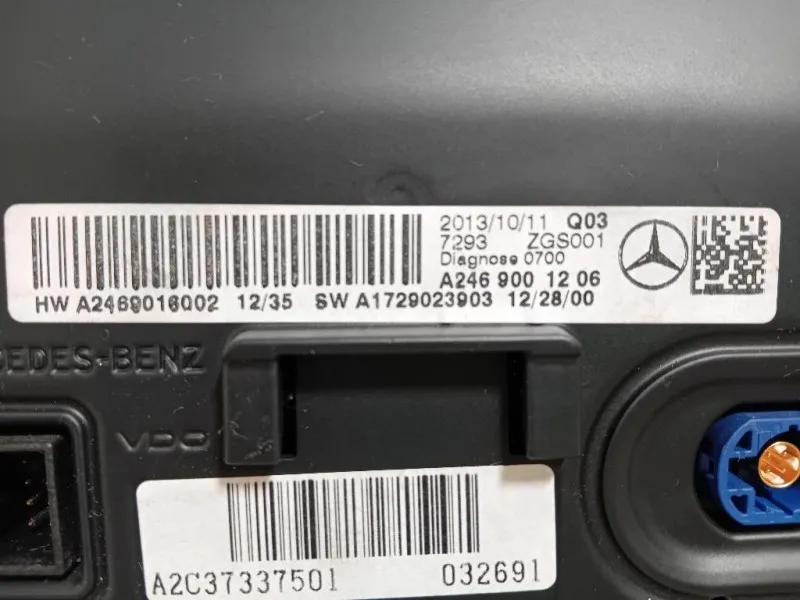 2013/10/11 Q03
7293 ZGS001
Diagnose 0700
A246 900 12 06
HW A2469016002 12/35 SW A1729023903 12/28/00
CEDES-BENZ
VDO
A2C37337501 032691